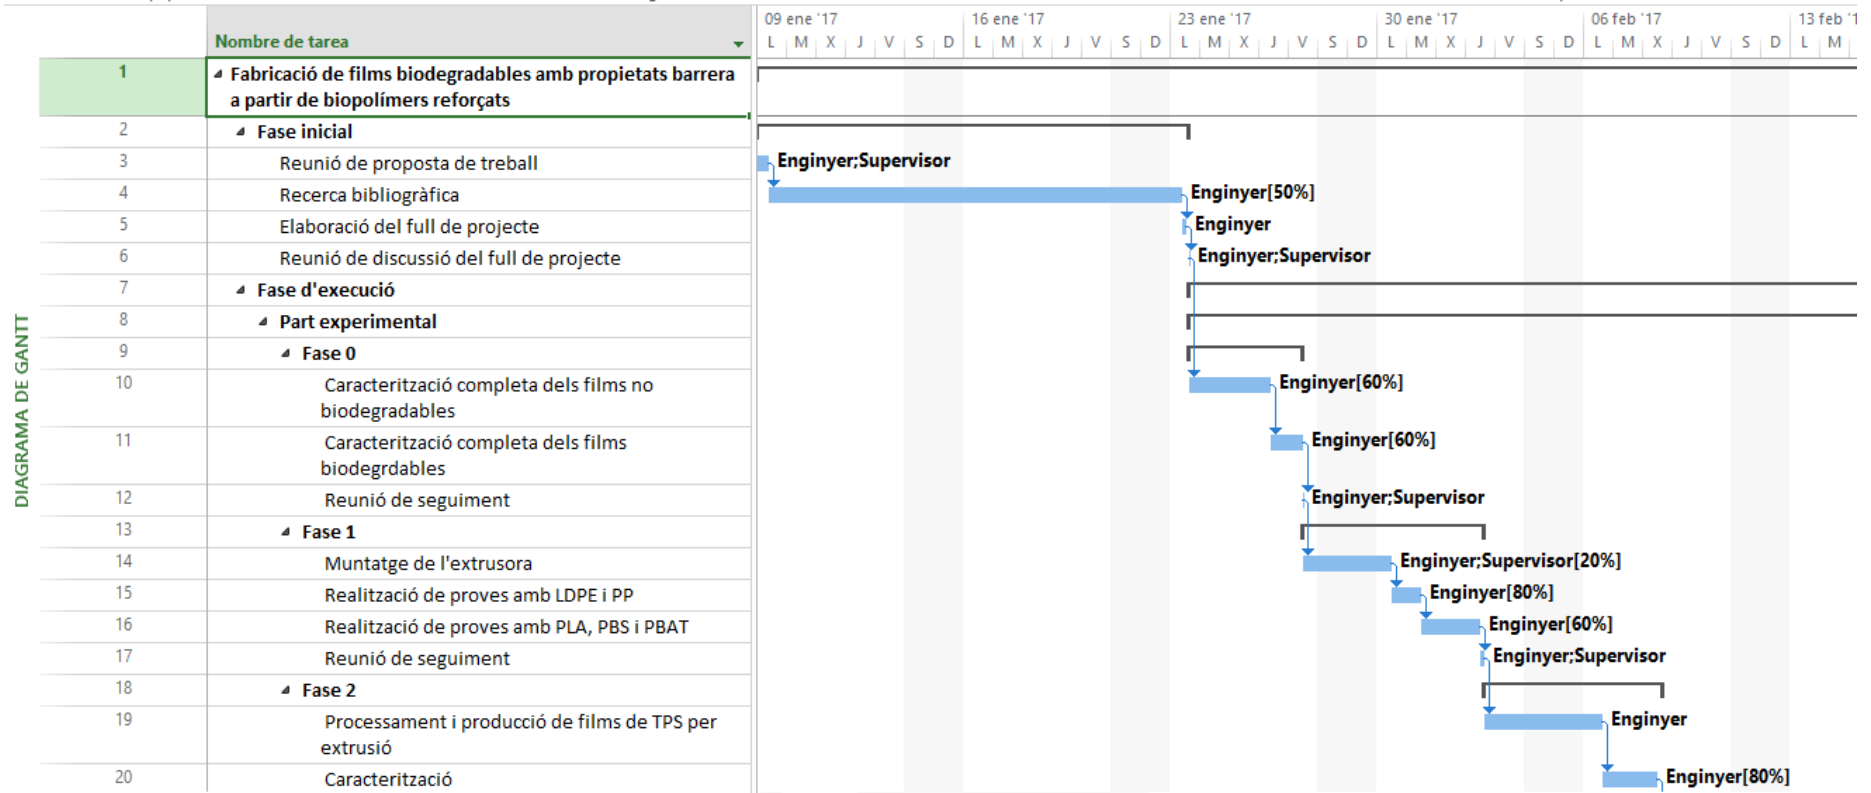 09 ene '17 16 ene '17 23 ene '17 30 ene '17 06 feb '17 13 feb '1
Nombre de tarea L M X J V S D L M X J V S D L M X J V S D L M X J V S D L M X J V S D L M
DIAGRAMA DE GANTT
1 Fabricació de films biodegradables amb propietats barrera
a partir de biopolímers reforçats
2 Fase inicial
3 Reunió de proposta de treball Enginyer;Supervisor
4 Recerca bibliogràfica Enginyer[50%]
5 Elaboració del full de projecte Enginyer
6 Reunió de discussió del full de projecte Enginyer;Supervisor
7 Fase d'execució
8 Part experimental
9 Fase 0
10 Caracterització completa dels films no Enginyer[60%]
biodegradables
11 Caracterització completa dels films Enginyer[60%]
biodegrdables
12 Reunió de seguiment Enginyer;Supervisor
13 Fase 1
14 Muntatge de l'extrusora Enginyer;Supervisor[20%]
15 Realització de proves amb LDPE i PP Enginyer[80%]
16 Realització de proves amb PLA, PBS i PBAT Enginyer[60%]
17 Reunió de seguiment Enginyer;Supervisor
18 Fase 2
19 Processament i producció de films de TPS per Enginyer
extrusió
20 Caracterització Enginyer[80%]